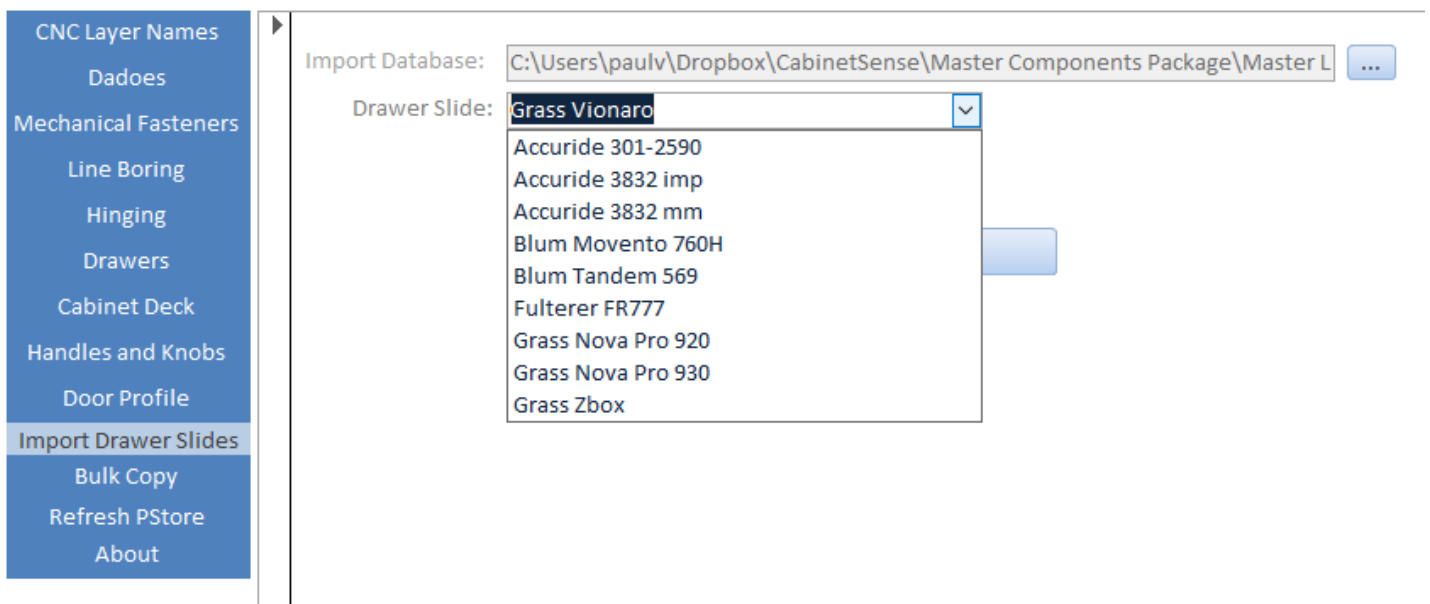 CNC Layer Names
Dadoes
Mechanical Fasteners
Line Boring
Hinging
Drawers
Cabinet Deck
Handles and Knobs
Door Profile
Import Drawer Slides
Bulk Copy
Refresh PStore
About
Import Database: C:\Users\paulv\Dropbox\CabinetSense\Master Components Package\Master L ...
Drawer Slide: Grass Vionaro
Accuride 301-2590
Accuride 3832 imp
Accuride 3832 mm
Blum Movento 760H
Blum Tandem 569
Fulterer FR777
Grass Nova Pro 920
Grass Nova Pro 930
Grass Zbox